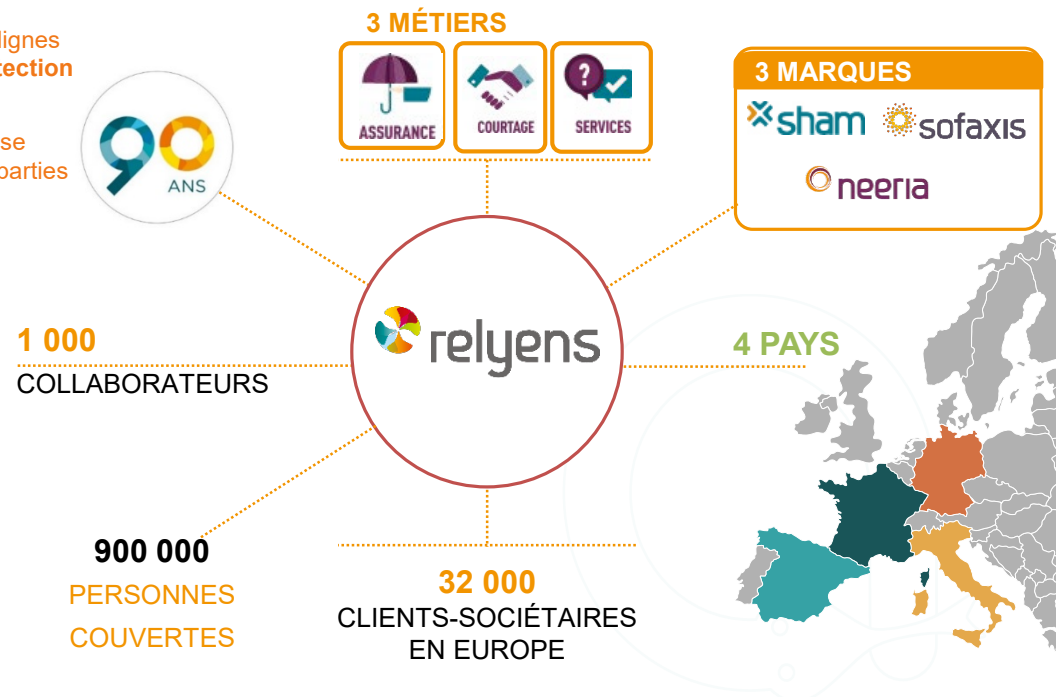 lignes
tection
se
parties
90
ANS
3 MÉTIERS
ASSURANCE
COURTAGE
?
SERVICES
3 MARQUES
sham
sofaxis
neeria
relyens
1 000
COLLABORATEURS
4 PAYS
900 000
PERSONNES
COUVERTES
32 000
CLIENTS-SOCIÉTAIRES
EN EUROPE